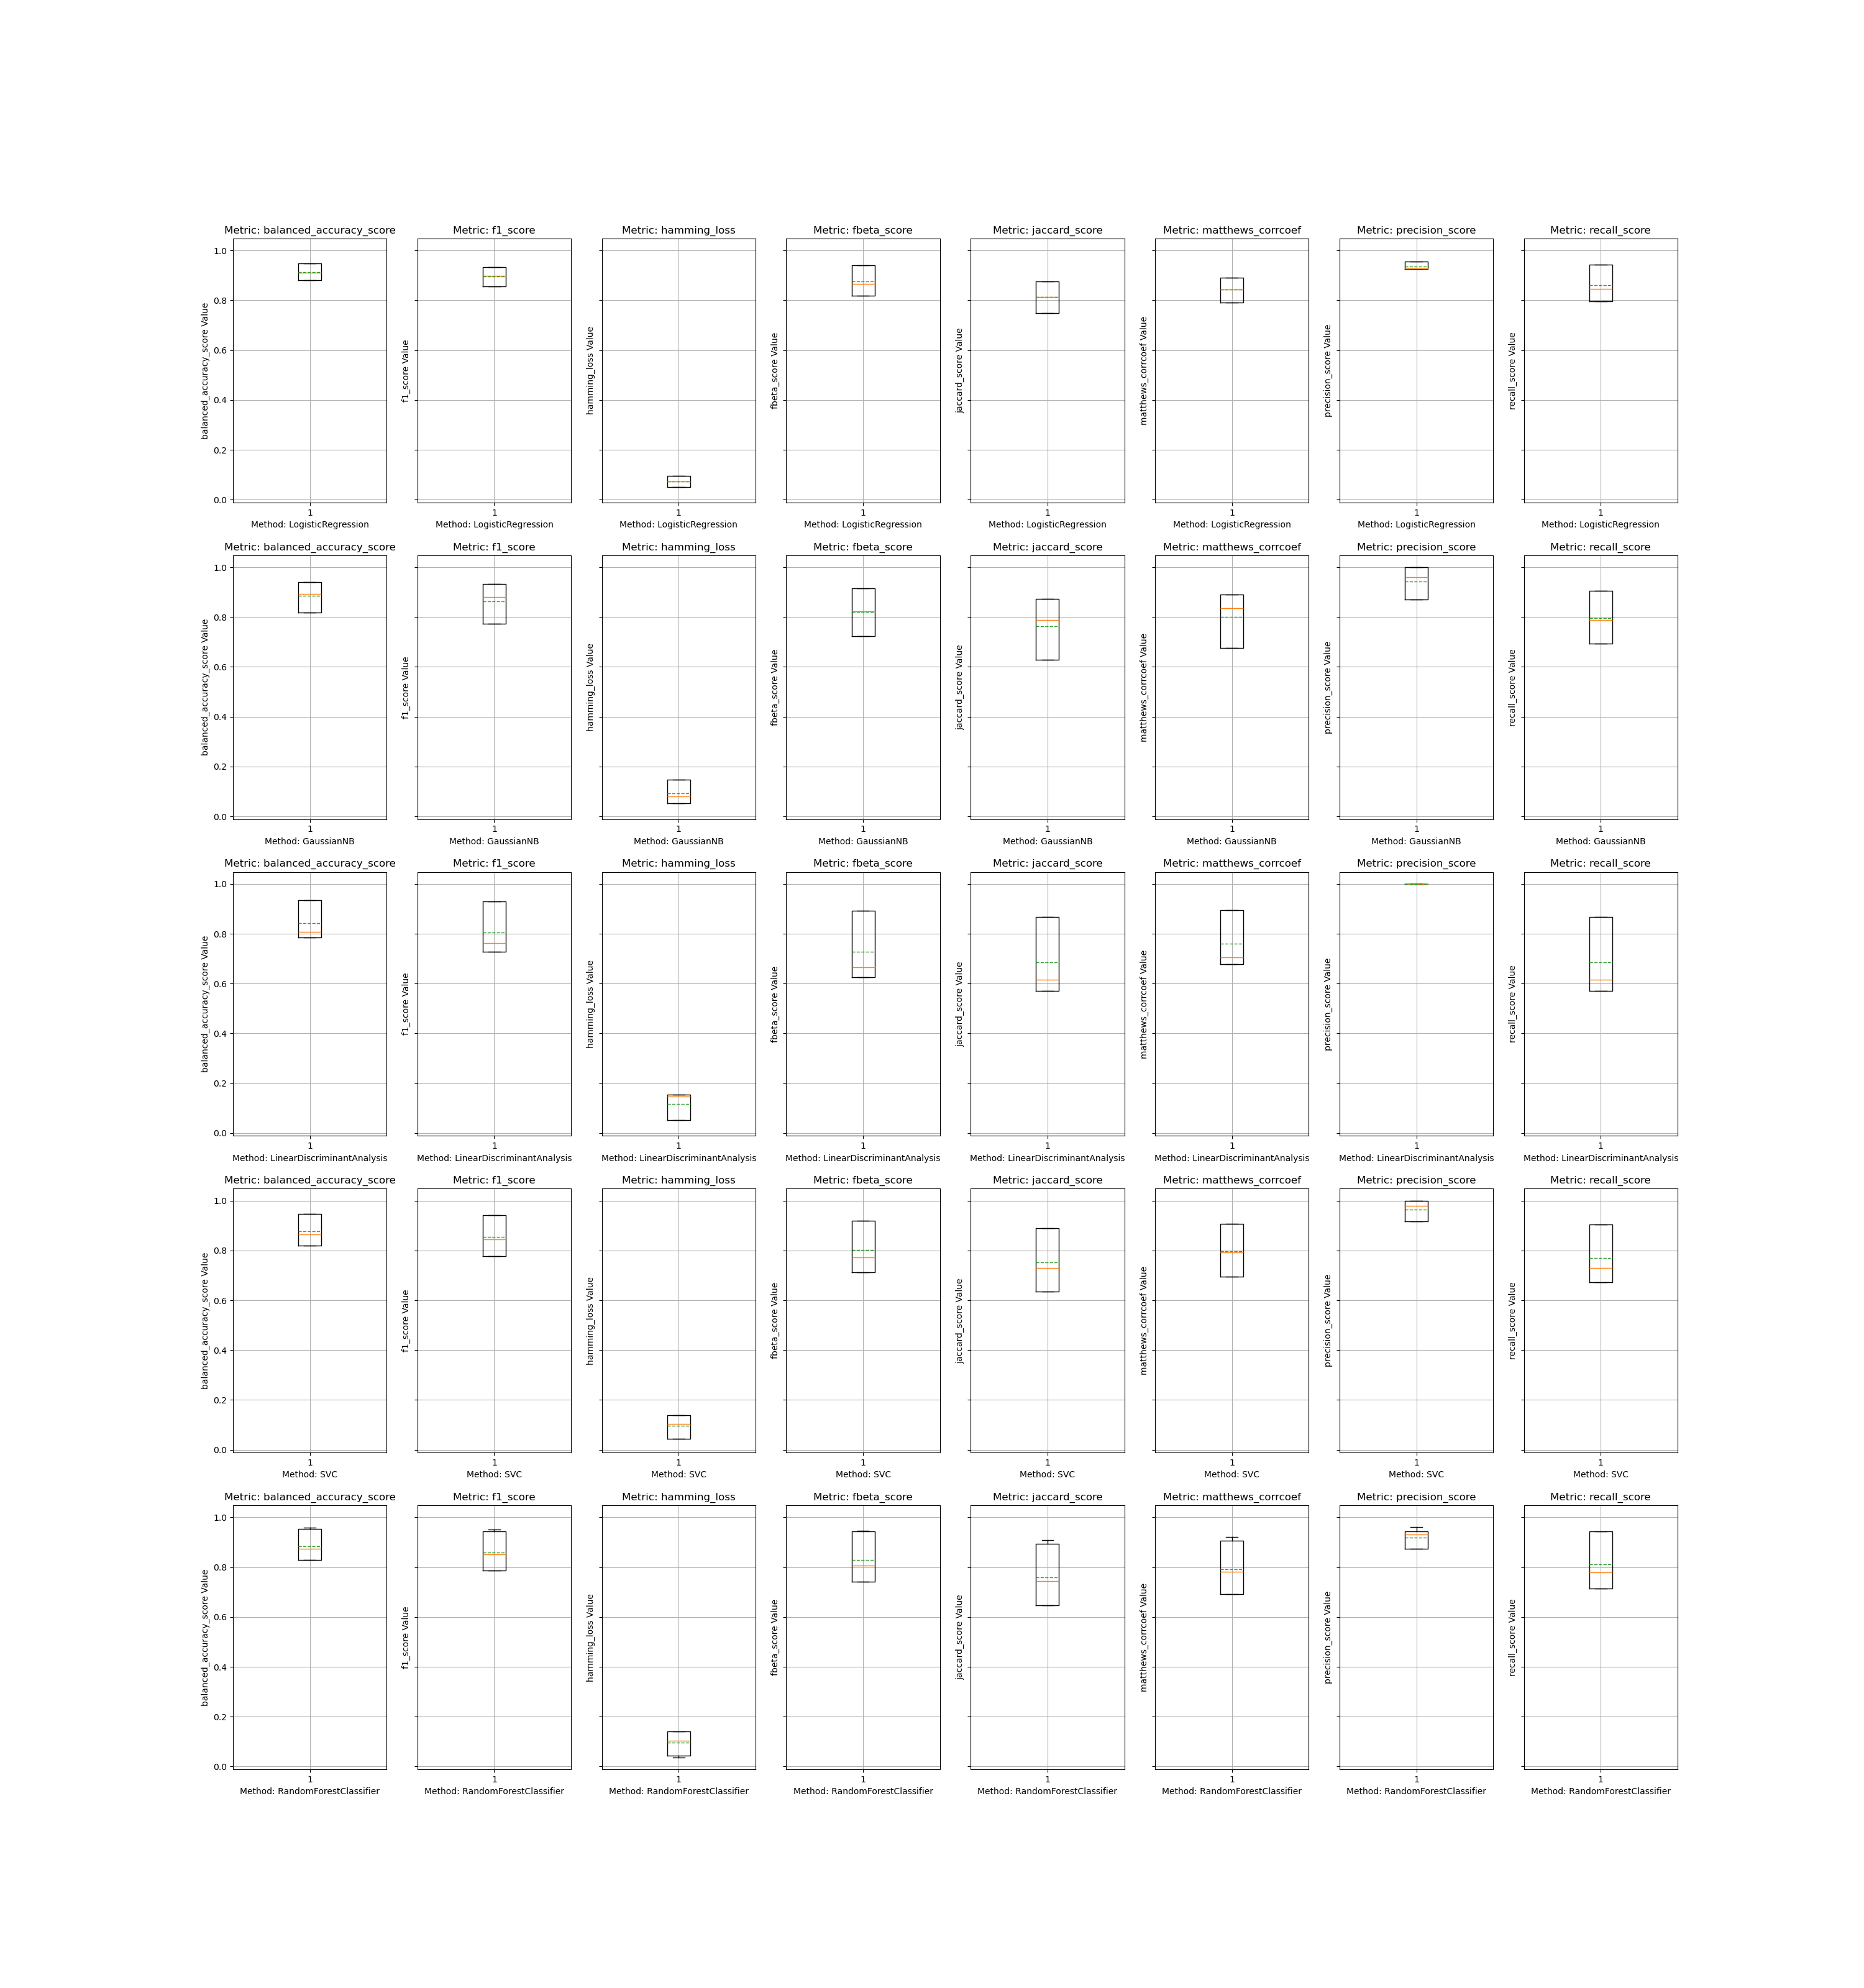 Metric: balanced_accuracy_score Metric: f1_score Metric: hamming_loss Metric: fbeta_score Metric: jaccard_score Metric: matthews_corrcoef Metric: precision_score Metric: recall_score
balanced_accuracy_score Value
f1_score Value
hamming_loss Value
fbeta_score Value
jaccard_score Value
matthews_corrcoef Value
precision_score Value
recall_score Value
1.0
0.8
0.6
0.4
0.2
0.0
1 1 1 1 1 1 1 1
Method: LogisticRegression Method: LogisticRegression Method: LogisticRegression Method: LogisticRegression Method: LogisticRegression Method: LogisticRegression Method: LogisticRegression Method: LogisticRegression
Metric: balanced_accuracy_score Metric: f1_score Metric: hamming_loss Metric: fbeta_score Metric: jaccard_score Metric: matthews_corrcoef Metric: precision_score Metric: recall_score
balanced_accuracy_score Value
f1_score Value
hamming_loss Value
fbeta_score Value
jaccard_score Value
matthews_corrcoef Value
precision_score Value
recall_score Value
1.0
0.8
0.6
0.4
0.2
0.0
1 1 1 1 1 1 1 1
Method: GaussianNB Method: GaussianNB Method: GaussianNB Method: GaussianNB Method: GaussianNB Method: GaussianNB Method: GaussianNB Method: GaussianNB
Metric: balanced_accuracy_score Metric: f1_score Metric: hamming_loss Metric: fbeta_score Metric: jaccard_score Metric: matthews_corrcoef Metric: precision_score Metric: recall_score
balanced_accuracy_score Value
f1_score Value
hamming_loss Value
fbeta_score Value
jaccard_score Value
matthews_corrcoef Value
precision_score Value
recall_score Value
1.0
0.8
0.6
0.4
0.2
0.0
1 1 1 1 1 1 1 1
Method: LinearDiscriminantAnalysis Method: LinearDiscriminantAnalysis Method: LinearDiscriminantAnalysis Method: LinearDiscriminantAnalysis Method: LinearDiscriminantAnalysis Method: LinearDiscriminantAnalysis Method: LinearDiscriminantAnalysis Method: LinearDiscriminantAnalysis
Metric: balanced_accuracy_score Metric: f1_score Metric: hamming_loss Metric: fbeta_score Metric: jaccard_score Metric: matthews_corrcoef Metric: precision_score Metric: recall_score
balanced_accuracy_score Value
f1_score Value
hamming_loss Value
fbeta_score Value
jaccard_score Value
matthews_corrcoef Value
precision_score Value
recall_score Value
1.0
0.8
0.6
0.4
0.2
0.0
1 1 1 1 1 1 1 1
Method: SVC Method: SVC Method: SVC Method: SVC Method: SVC Method: SVC Method: SVC Method: SVC
Metric: balanced_accuracy_score Metric: f1_score Metric: hamming_loss Metric: fbeta_score Metric: jaccard_score Metric: matthews_corrcoef Metric: precision_score Metric: recall_score
balanced_accuracy_score Value
f1_score Value
hamming_loss Value
fbeta_score Value
jaccard_score Value
matthews_corrcoef Value
precision_score Value
recall_score Value
1.0
0.8
0.6
0.4
0.2
0.0
1 1 1 1 1 1 1 1
Method: RandomForestClassifier Method: RandomForestClassifier Method: RandomForestClassifier Method: RandomForestClassifier Method: RandomForestClassifier Method: RandomForestClassifier Method: RandomForestClassifier Method: RandomForestClassifier